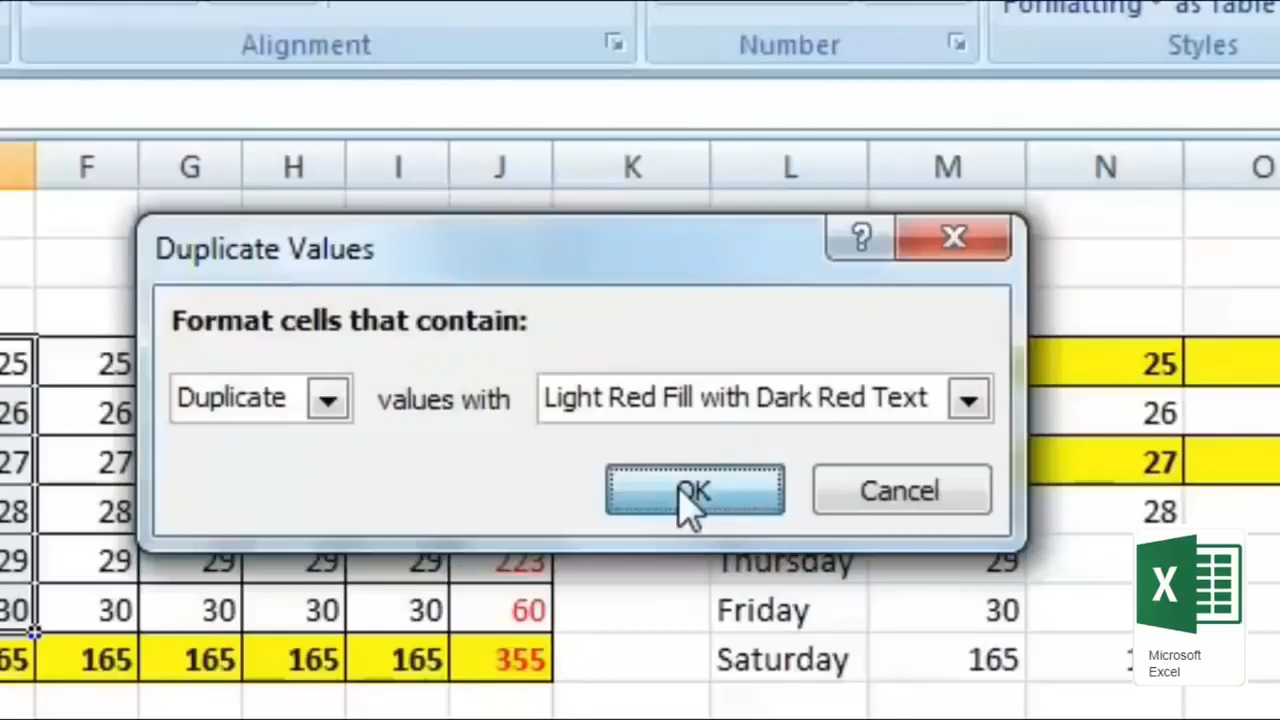 Formatting as Table
Alignment Number Styles
F G H I J K L M N O
Duplicate Values
?
X
Format cells that contain:
Duplicate values with Light Red Fill with Dark Red Text
OK Cancel
25 25 25
26 26 26
27 27 27
28 28 28
29 29 29 29 29 223 Thursday 29
30 30 30 30 30 60 Friday 30
65 165 165 165 165 355 Saturday 165
X
Microsoft
Excel